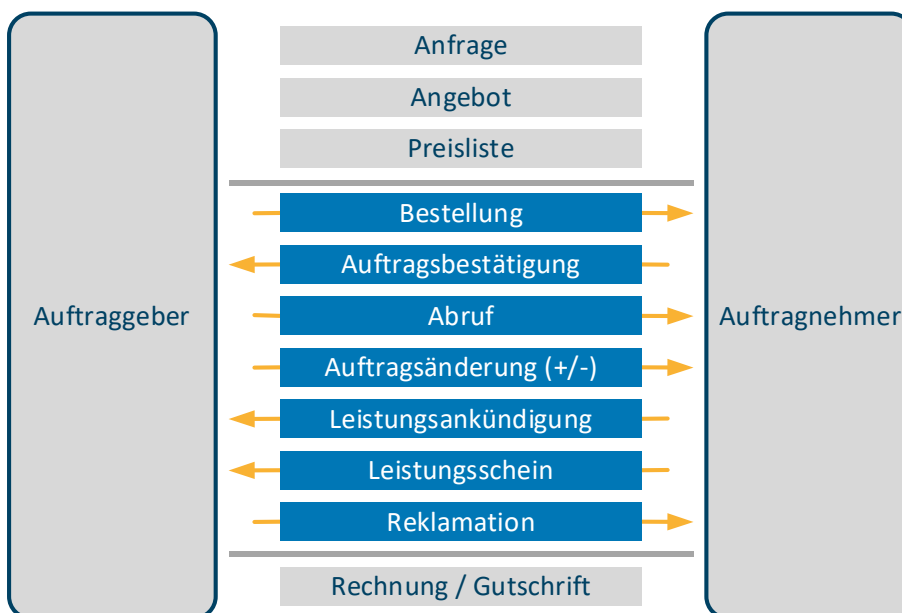 Anfrage
Angebot
Preisliste
Bestellung
Auftragsbestätigung
Auftraggeber
Abruf
Auftragnehmer
Auftragsänderung (+/-)
Leistungsankündigung
Leistungsschein
Reklamation
Rechnung / Gutschrift